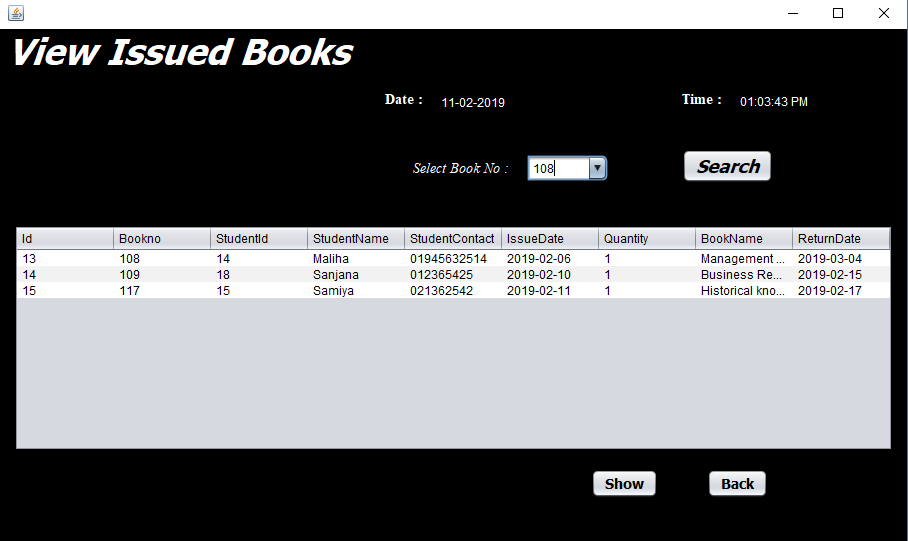 View Issued Books
Date : 11-02-2019 Time : 01:03:43 PM
Select Book No : 108 Search
Id Bookno StudentId StudentName StudentContact IssueDate Quantity BookName ReturnDate
13 108 14 Maliha 01945632514 2019-02-06 1 Management ... 2019-03-04
14 109 18 Sanjana 012365425 2019-02-10 1 Business Re... 2019-02-15
15 117 15 Samiya 021362542 2019-02-11 1 Historical kno... 2019-02-17
Show Back